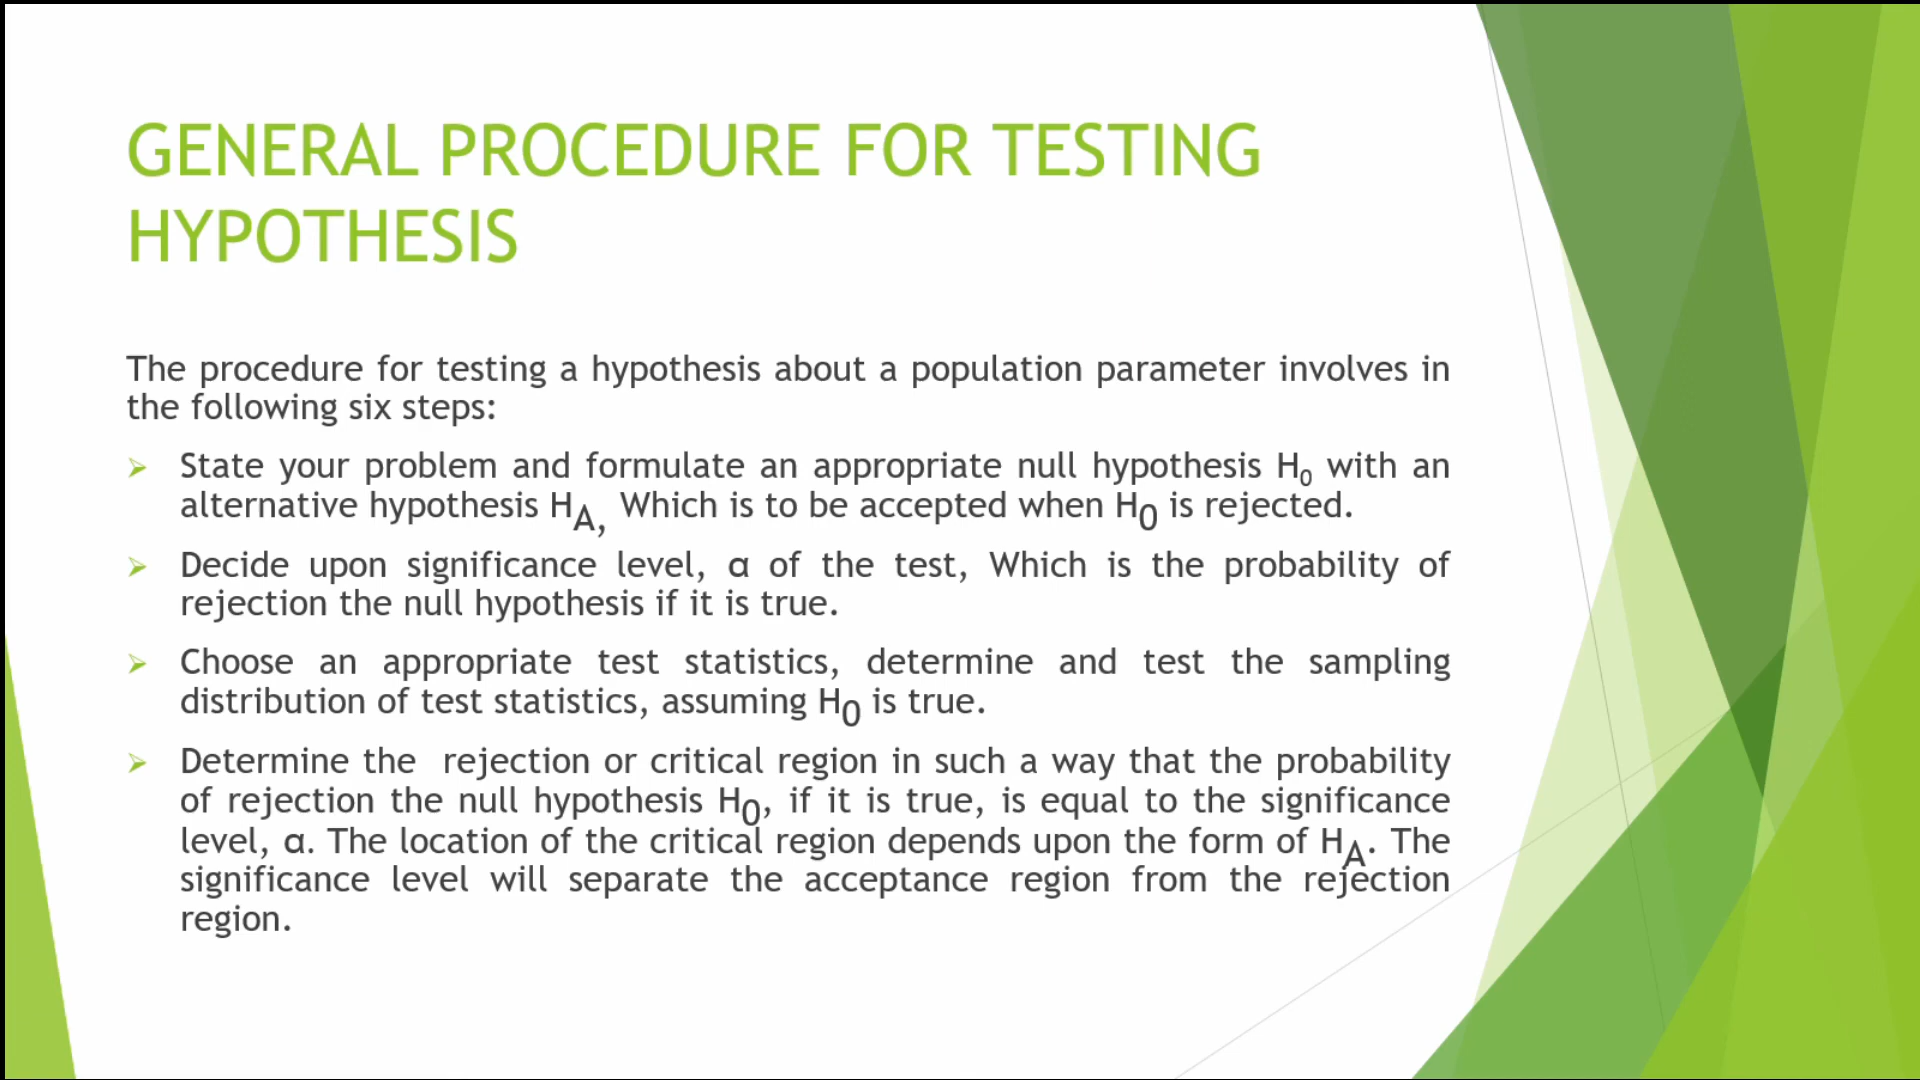 GENERAL PROCEDURE FOR TESTING
HYPOTHESIS
The procedure for testing a hypothesis about a population parameter involves in
the following six steps:
State your problem and formulate an appropriate null hypothesis H₀ with an
alternative hypothesis H_A, Which is to be accepted when H₀ is rejected.
Decide upon significance level, α of the test, Which is the probability of
rejection the null hypothesis if it is true.
Choose an appropriate test statistics, determine and test the sampling
distribution of test statistics, assuming H₀ is true.
Determine the rejection or critical region in such a way that the probability
of rejection the null hypothesis H₀, if it is true, is equal to the significance
level, α. The location of the critical region depends upon the form of H_A. The
significance level will separate the acceptance region from the rejection
region.